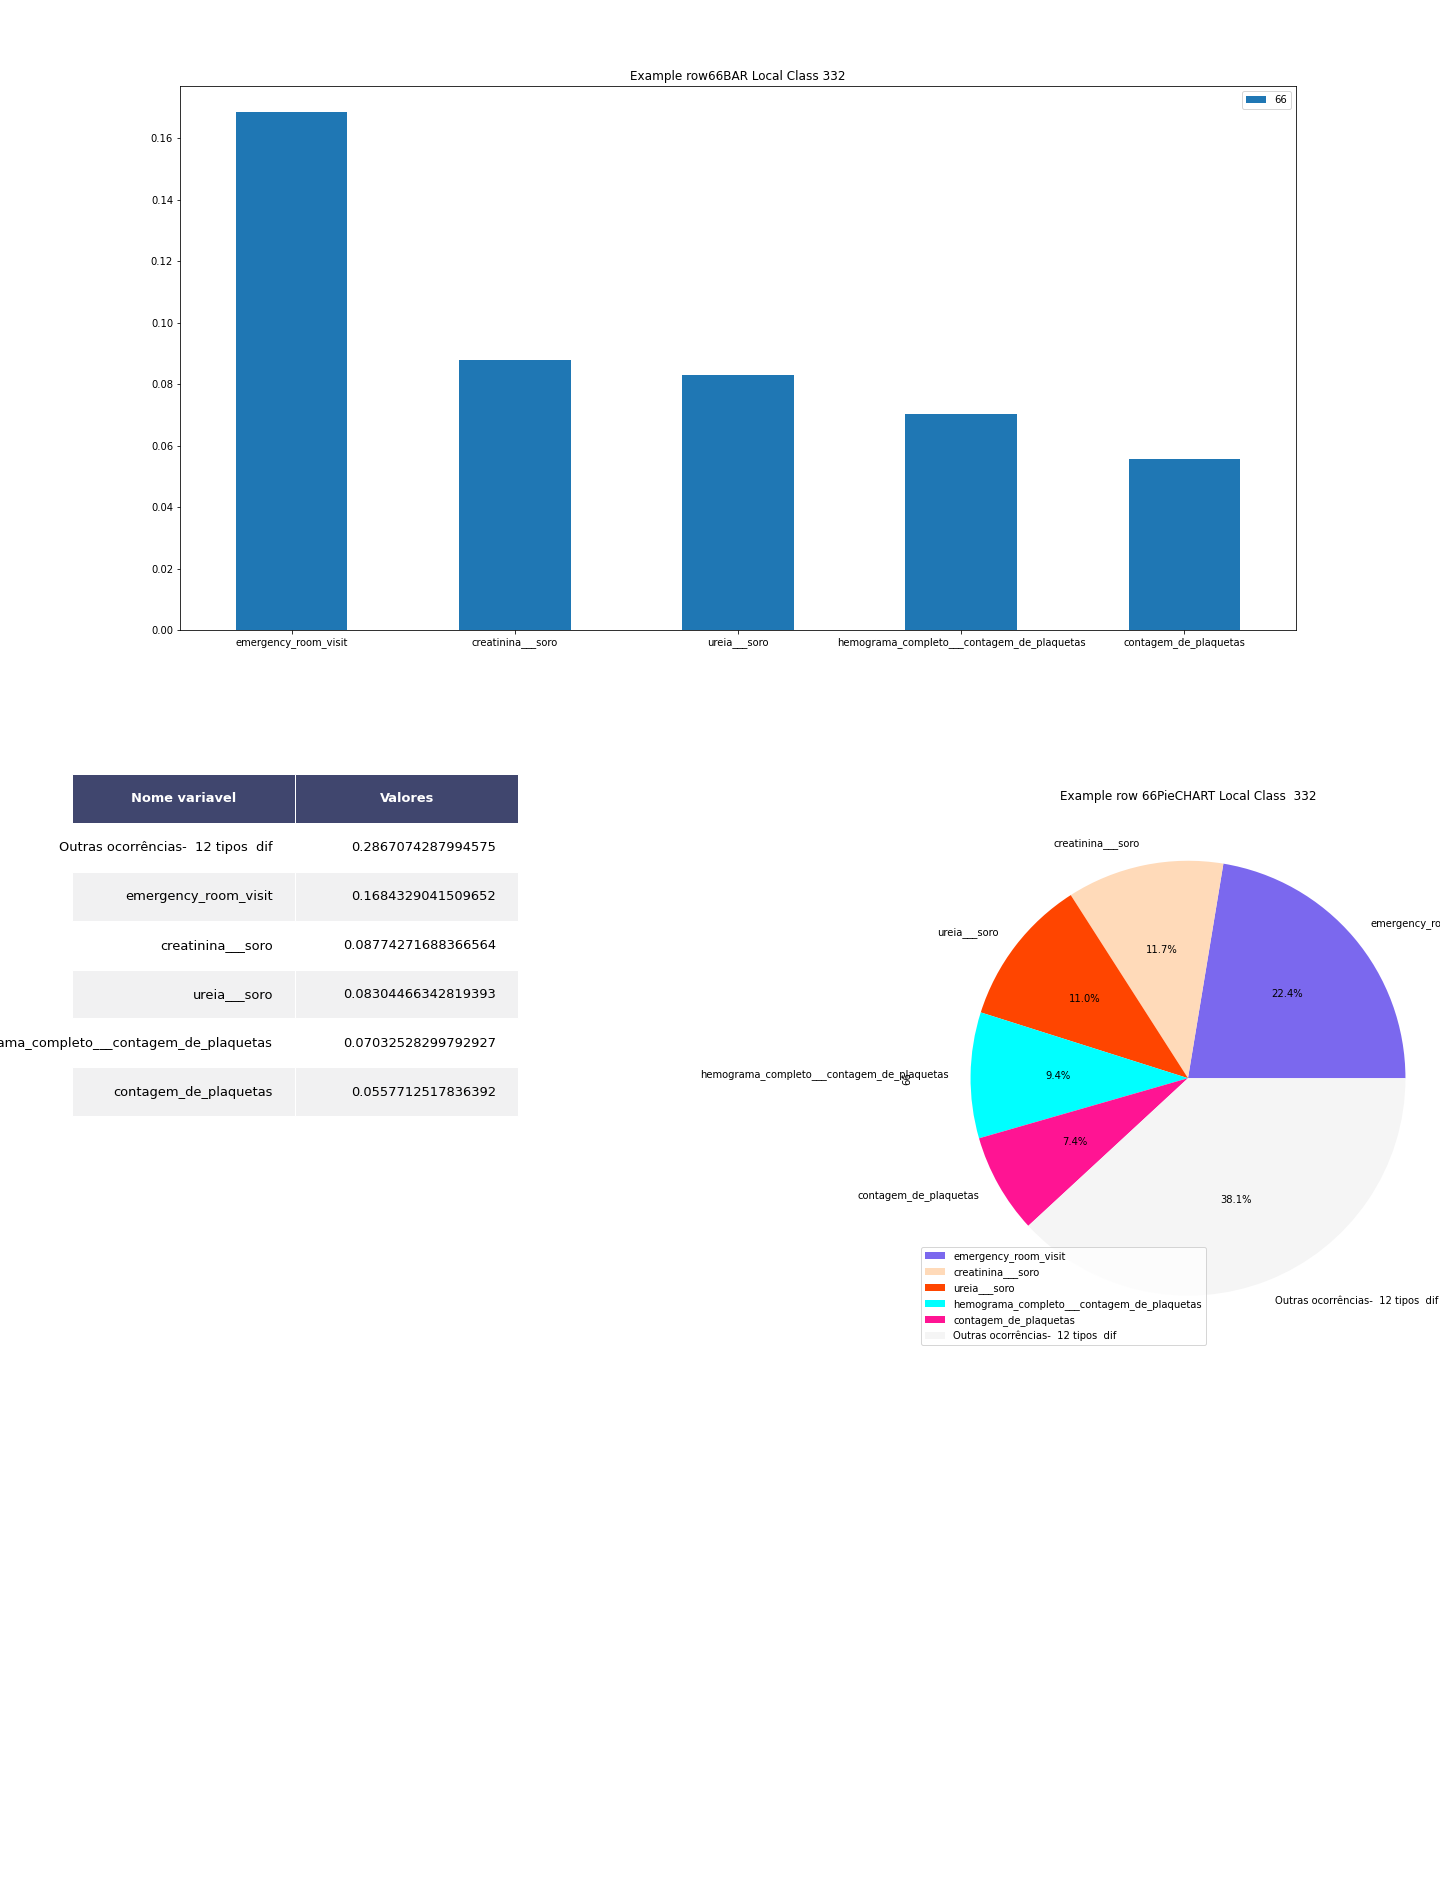 Example row66BAR Local Class 332
66
0.16
0.14
0.12
0.10
0.08
0.06
0.04
0.02
0.00
emergency_room_visit
creatinina___soro
ureia___soro
hemograma_completo___contagem_de_plaquetas
contagem_de_plaquetas
Nome variavel Valores
Outras ocorrências-  12 tipos  dif 0.2867074287994575
emergency_room_visit 0.1684329041509652
creatinina___soro 0.08774271688366564
ureia___soro 0.08304466342819393
ama_completo___contagem_de_plaquetas 0.07032528299792927
contagem_de_plaquetas 0.0557712517836392
Example row 66PieCHART Local Class  332
creatinina___soro
emergency_ro
ureia___soro
11.7%
22.4%
11.0%
hemograma_completo___contagem_de_plaquetas
66
9.4%
7.4%
contagem_de_plaquetas
38.1%
Outras ocorrências-  12 tipos  dif
emergency_room_visit
creatinina___soro
ureia___soro
hemograma_completo___contagem_de_plaquetas
contagem_de_plaquetas
Outras ocorrências-  12 tipos  dif